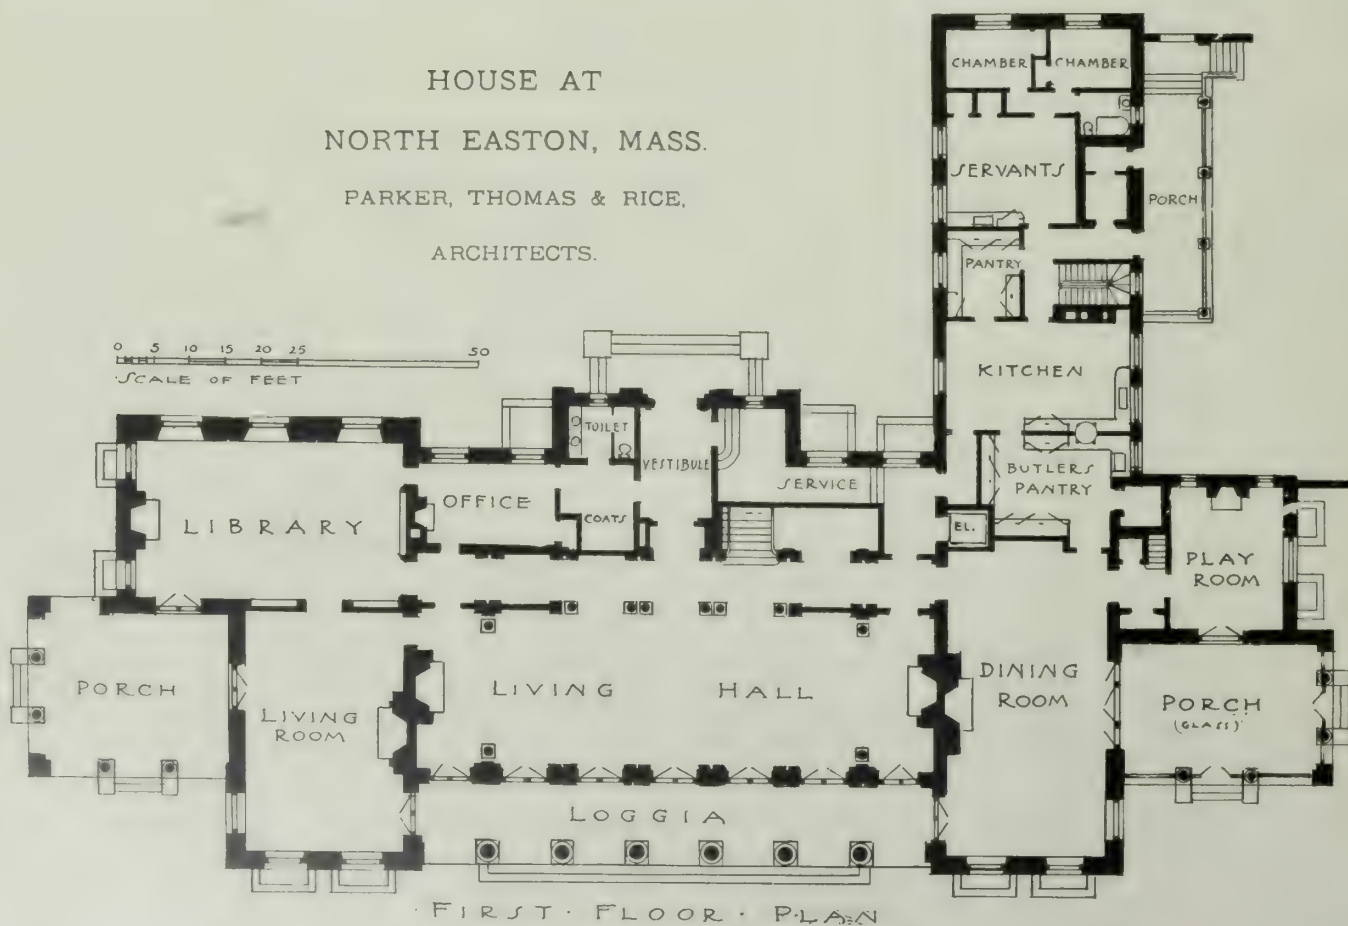 HOUSE AT
NORTH EASTON, MASS.
PARKER, THOMAS & RICE,
ARCHITECTS.
0 5 10 15 20 25 50
SCALE OF FEET
CHAMBER
CHAMBER
SERVANTS
PORCH
PANTRY
KITCHEN
TOILET
VESTIBULE
BUTLERS
PANTRY
SERVICE
OFFICE
LIBRARY
COATS
EL.
PLAY
ROOM
PORCH
LIVING
ROOM
LIVING HALL
DINING
ROOM
PORCH
(GLASS)
LOGGIA
· FIRST · FLOOR · PLAN